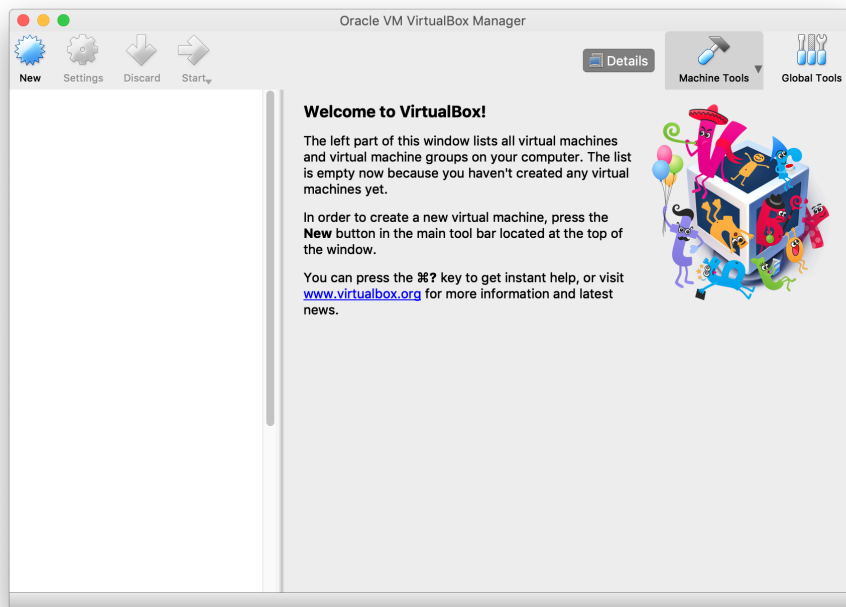 Oracle VM VirtualBox Manager
New
Settings
Discard
Start
Details
Machine Tools
Global Tools
Welcome to VirtualBox!
The left part of this window lists all virtual machines
and virtual machine groups on your computer. The list
is empty now because you haven't created any virtual
machines yet.
In order to create a new virtual machine, press the
New button in the main tool bar located at the top of
the window.
You can press the ⌘? key to get instant help, or visit
www.virtualbox.org for more information and latest
news.